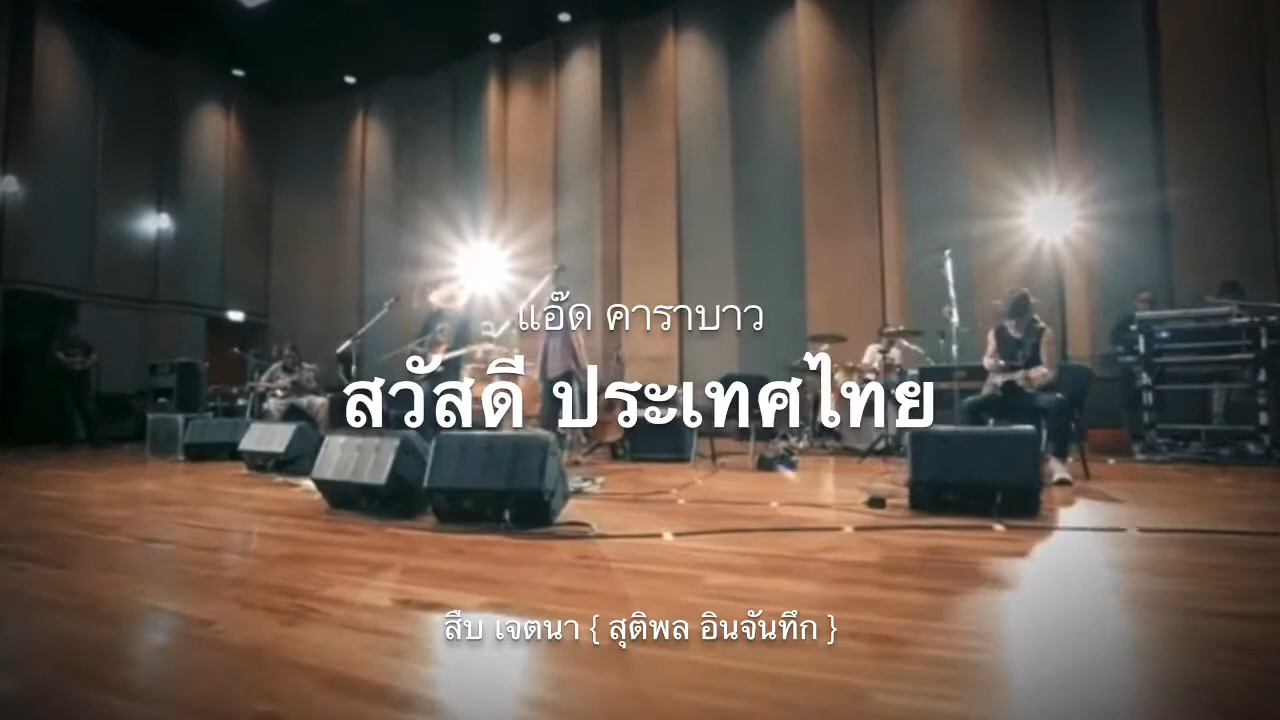 แอ๊ด คาราบาว
สวัสดี ประเทศไทย
สืบ เจตนา { สุติพล อินจันทึก }